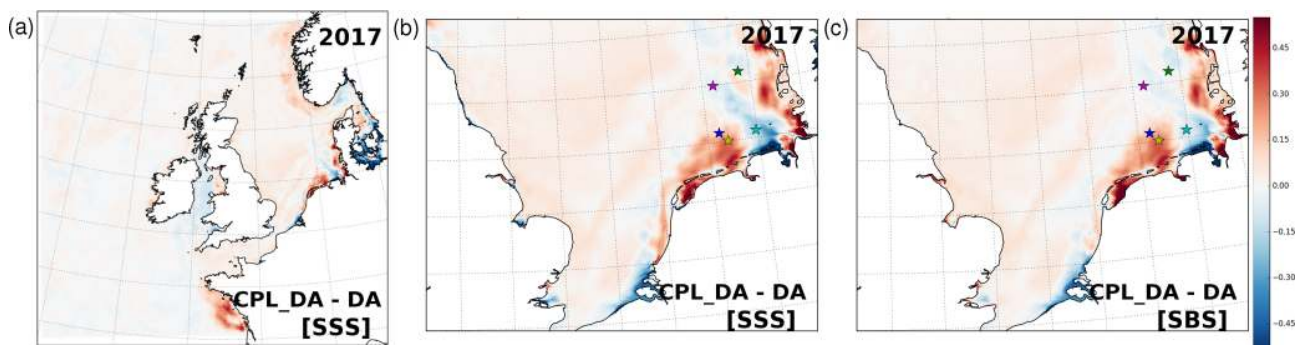 (a)
2017
CPL_DA - DA
[SSS]
(b)
2017
CPL_DA - DA
[SSS]
(c)
2017
CPL_DA - DA
[SBS]
0.45
0.30
0.15
0.00
−0.15
−0.30
−0.45